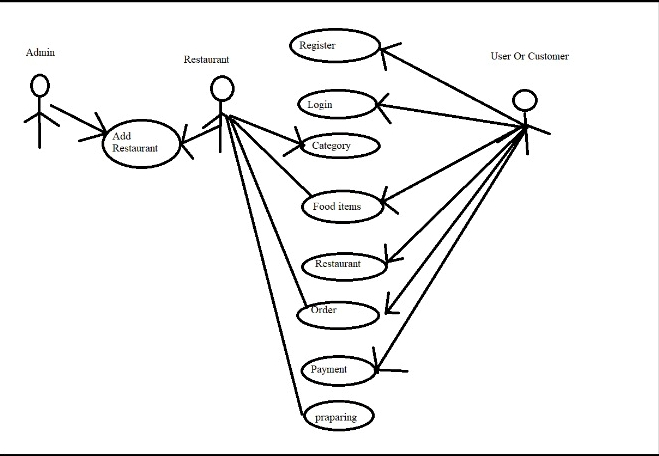 Admin
Restaurant
User Or Customer
Register
Login
Add
Restaurant
Category
Food items
Restaurant
Order
Payment
praparing